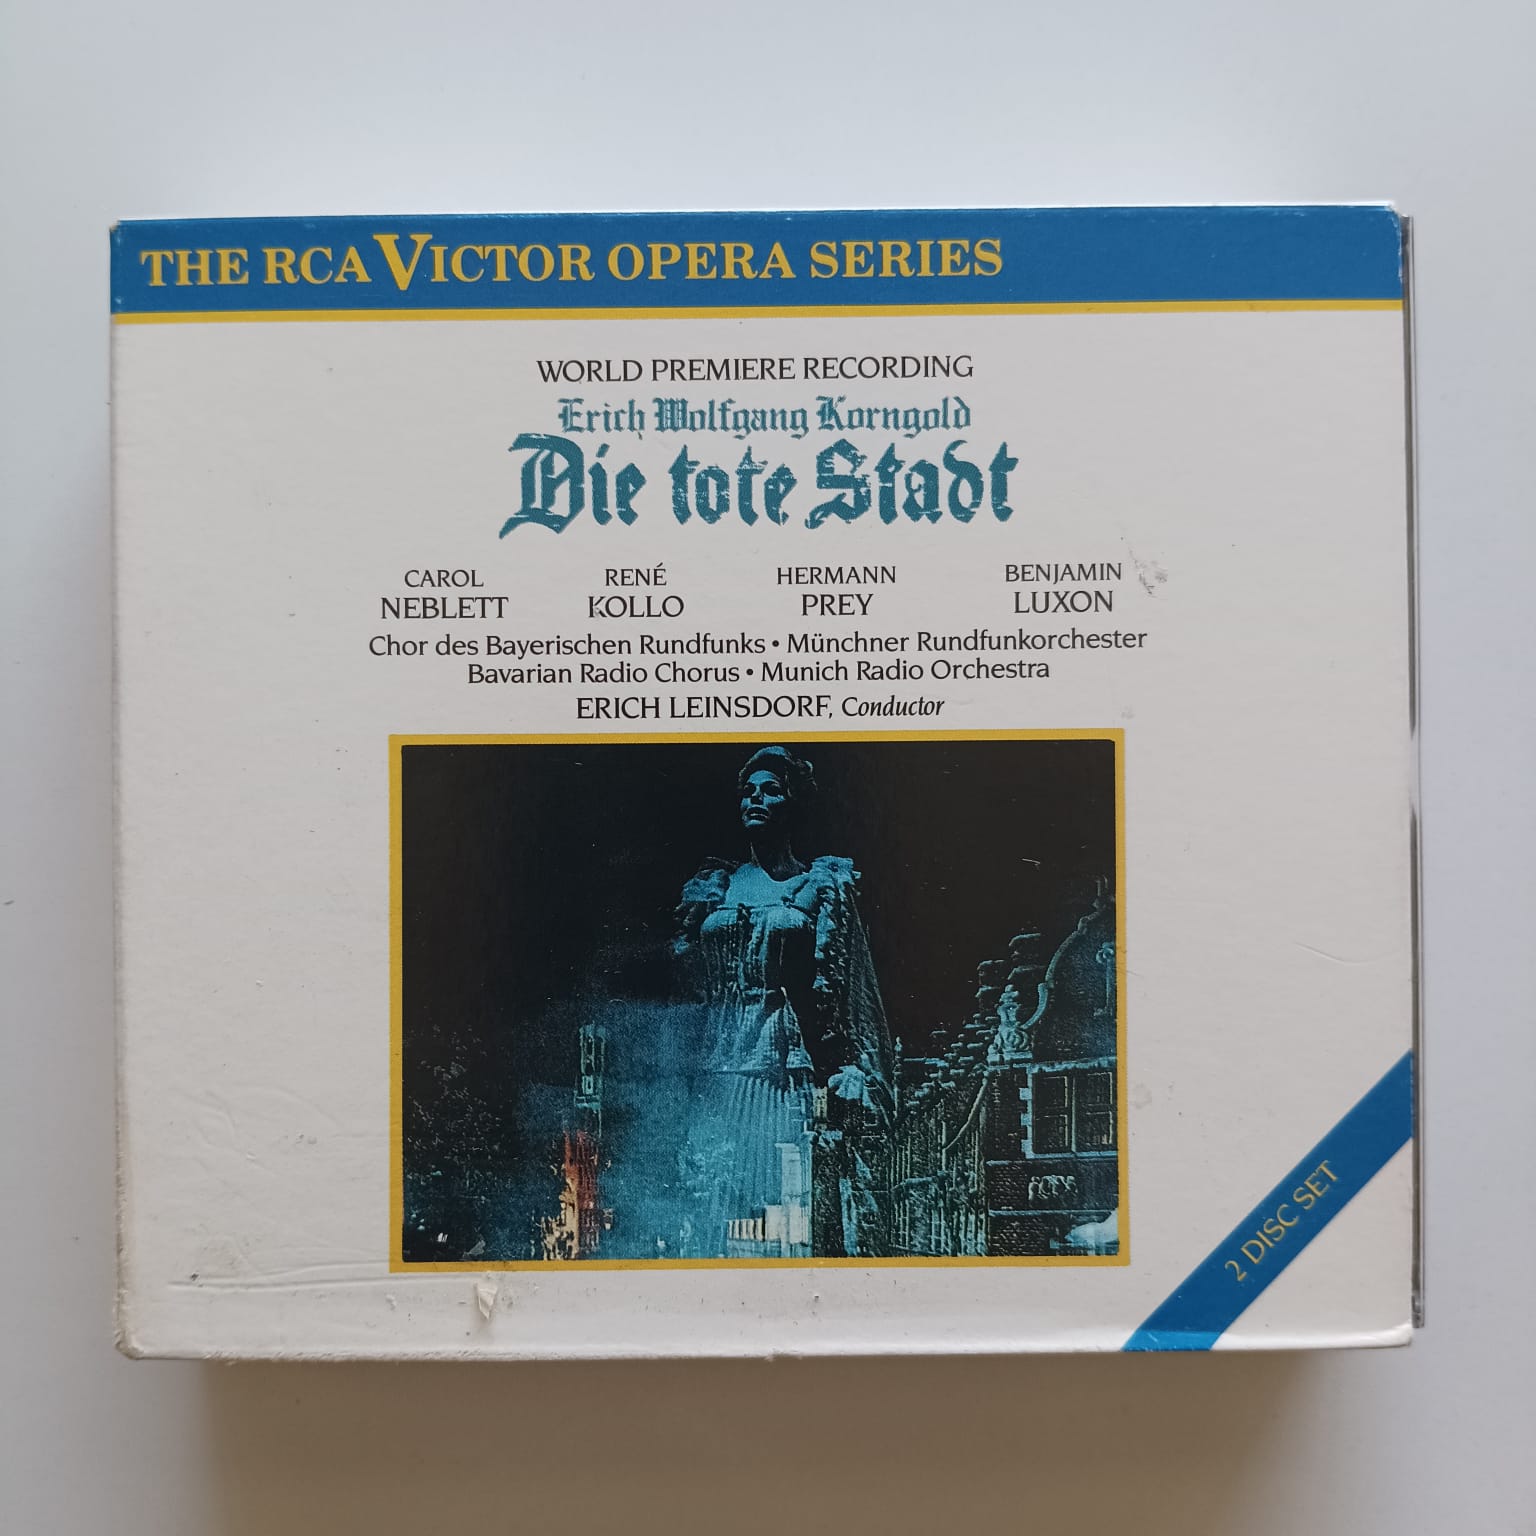 THE RCA VICTOR OPERA SERIES
WORLD PREMIERE RECORDING
Erich Wolfgang Korngold
Die tote Stadt
CAROL NEBLETT
RENÉ KOLLO
HERMANN PREY
BENJAMIN LUXON
Chor des Bayerischen Rundfunks • Münchner Rundfunkorchester
Bavarian Radio Chorus • Munich Radio Orchestra
ERICH LEINSDORF, Conductor
2 DISC SET